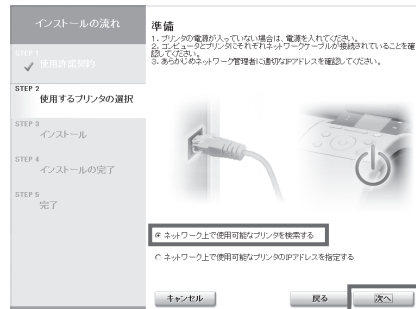 インストールの流れ
STEP 1
使用許諾契約
STEP 2
使用するプリンタの選択
STEP 3
インストール
STEP 4
インストールの完了
STEP 5
完了
準備
1. プリンタの電源が入っていない場合は、電源を入れてください。
2. コンピュータとプリンタにそれぞれネットワークケーブルが接続されていることを確
認してください。
3. あらかじめネットワーク管理者に適切なIPアドレスを確認してください。
ネットワーク上で使用可能なプリンタを検索する
ネットワーク上で使用可能なプリンタのIPアドレスを指定する
キャンセル
戻る
次へ